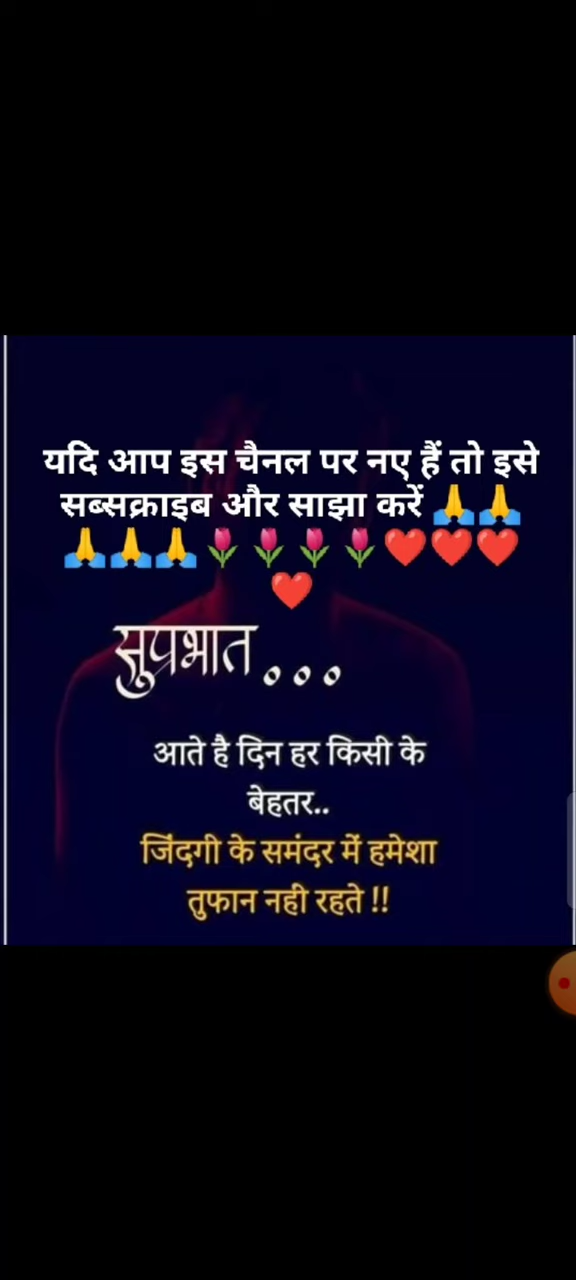 यदि आप इस चैनल पर नए हैं तो इसे
सब्सक्राइब और साझा करें 🙏🙏
🙏🙏🙏🌷🌷🌷🌷❤️❤️❤️
❤️
सुप्रभात...
आते है दिन हर किसी के
बेहतर..
जिंदगी के समंदर में हमेशा
तुफान नही रहते !!